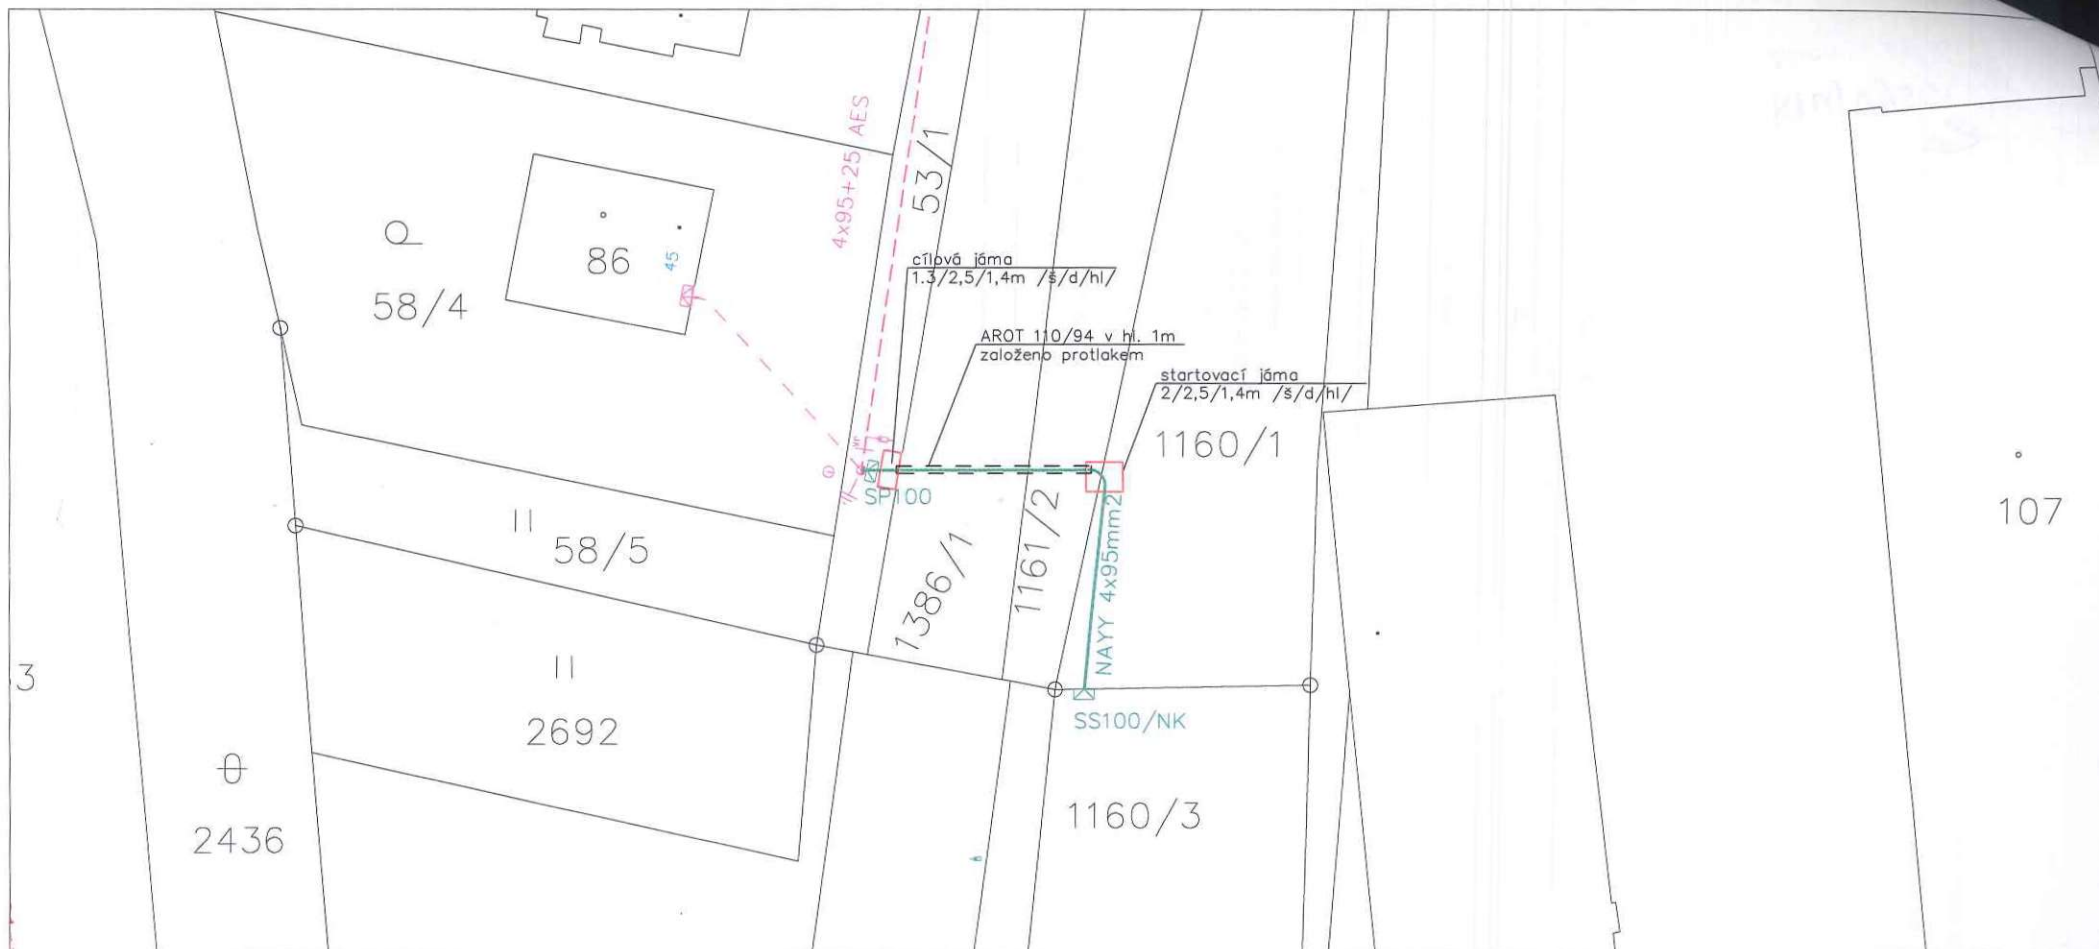 4x95+25 AES
53/1
86
45
58/4
cílová jáma
1.3/2,5/1,4m /š/d/hl/
AROT 110/94 v hl. 1m
založeno protlakem
startovací jáma
2/2,5/1,4m /š/d/hl/
1160/1
SP100
107
58/5
1386/1
1161/2
NAYY 4x95mm2
3
2692
SS100/NK
2436
1160/3